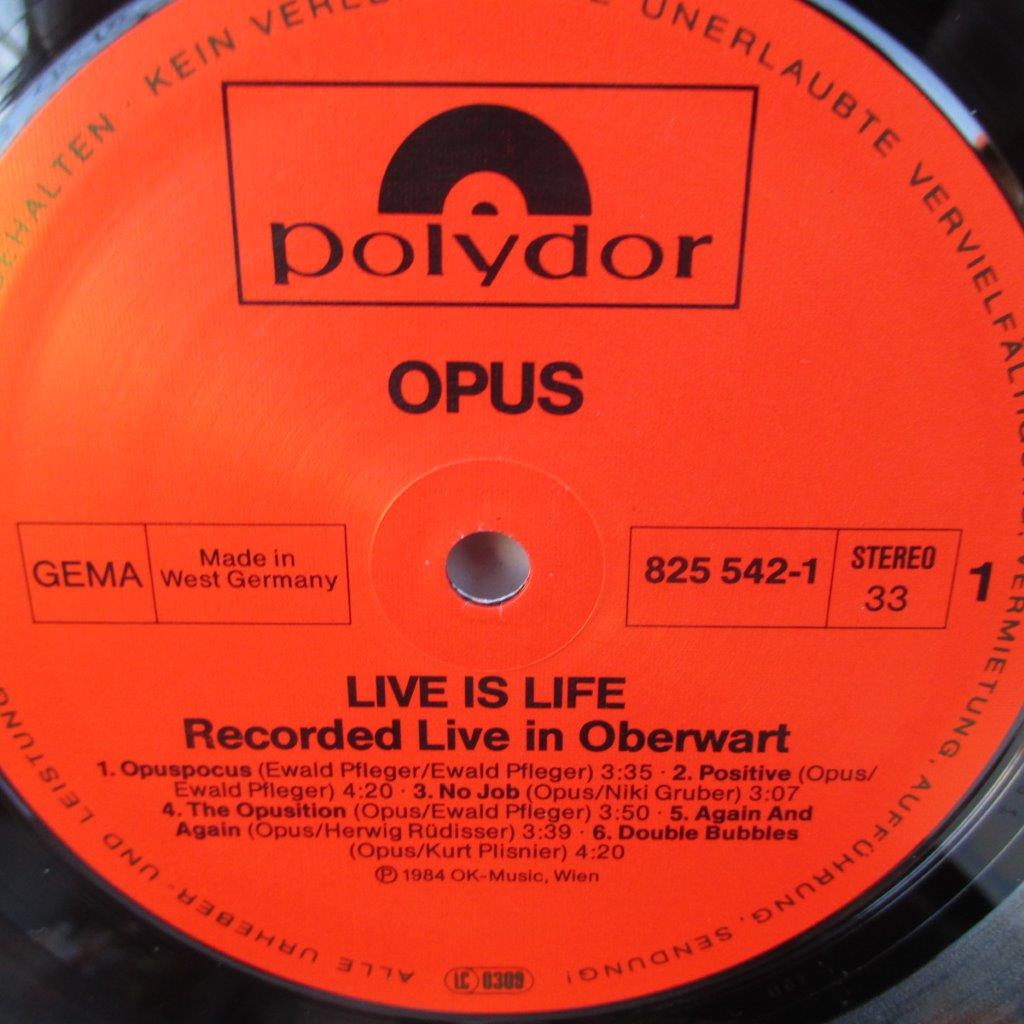 EHALTEN · KEIN
UNERLAUBTE VERVIELFÄLTIGUNG, VERMIETUNG, AUFFÜHRUNG, SENDUNG!
polydor
OPUS
GEMA
Made in
West Germany
825 542-1
STEREO
33
1
LIVE IS LIFE
Recorded Live in Oberwart
1. Opuspocus (Ewald Pfleger/Ewald Pfleger) 3:35 · 2. Positive (Opus/
Ewald Pfleger) 4:20 · 3. No Job (Opus/Niki Gruber) 3:07
4. The Opusition (Opus/Ewald Pfleger) 3:50 · 5. Again And
Again (Opus/Herwig Rüdisser) 3:39 · 6. Double Bubbles
(Opus/Kurt Plisnier) 4:20
℗ 1984 OK-Music, Wien
ALLE URHEBER- UND LEISTUNG
LC 0309